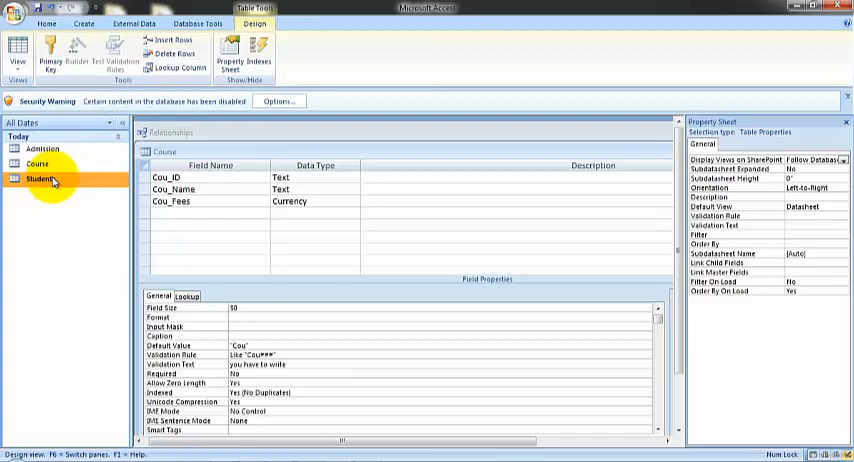 Table Tools
Microsoft Access
Home
Create
External Data
Database Tools
Design
View
Primary Key
Builder
Test Validation Rules
Insert Rows
Delete Rows
Lookup Column
Property Sheet
Indexes
Views
Tools
Show/Hide
Security Warning Certain content in the database has been disabled
Options...
All Dates
Today
Admission
Course
Student
Relationships
Course
Field Name Data Type Description
Cou_ID Text
Cou_Name Text
Cou_Fees Currency
Field Properties
General Lookup
Field Size 50
Format
Input Mask
Caption
Default Value "Cou"
Validation Rule Like "Cou###"
Validation Text you have to write
Required No
Allow Zero Length Yes
Indexed Yes (No Duplicates)
Unicode Compression Yes
IME Mode No Control
IME Sentence Mode None
Smart Tags
Property Sheet
Selection type: Table Properties
General
Display Views on SharePoint Follow Databas
Subdatasheet Expanded No
Subdatasheet Height 0"
Orientation Left-to-Right
Description
Default View Datasheet
Validation Rule
Validation Text
Filter
Order By
Subdatasheet Name [Auto]
Link Child Fields
Link Master Fields
Filter On Load No
Order By On Load Yes
Design view. F6 = Switch panes. F1 = Help.
Num Lock